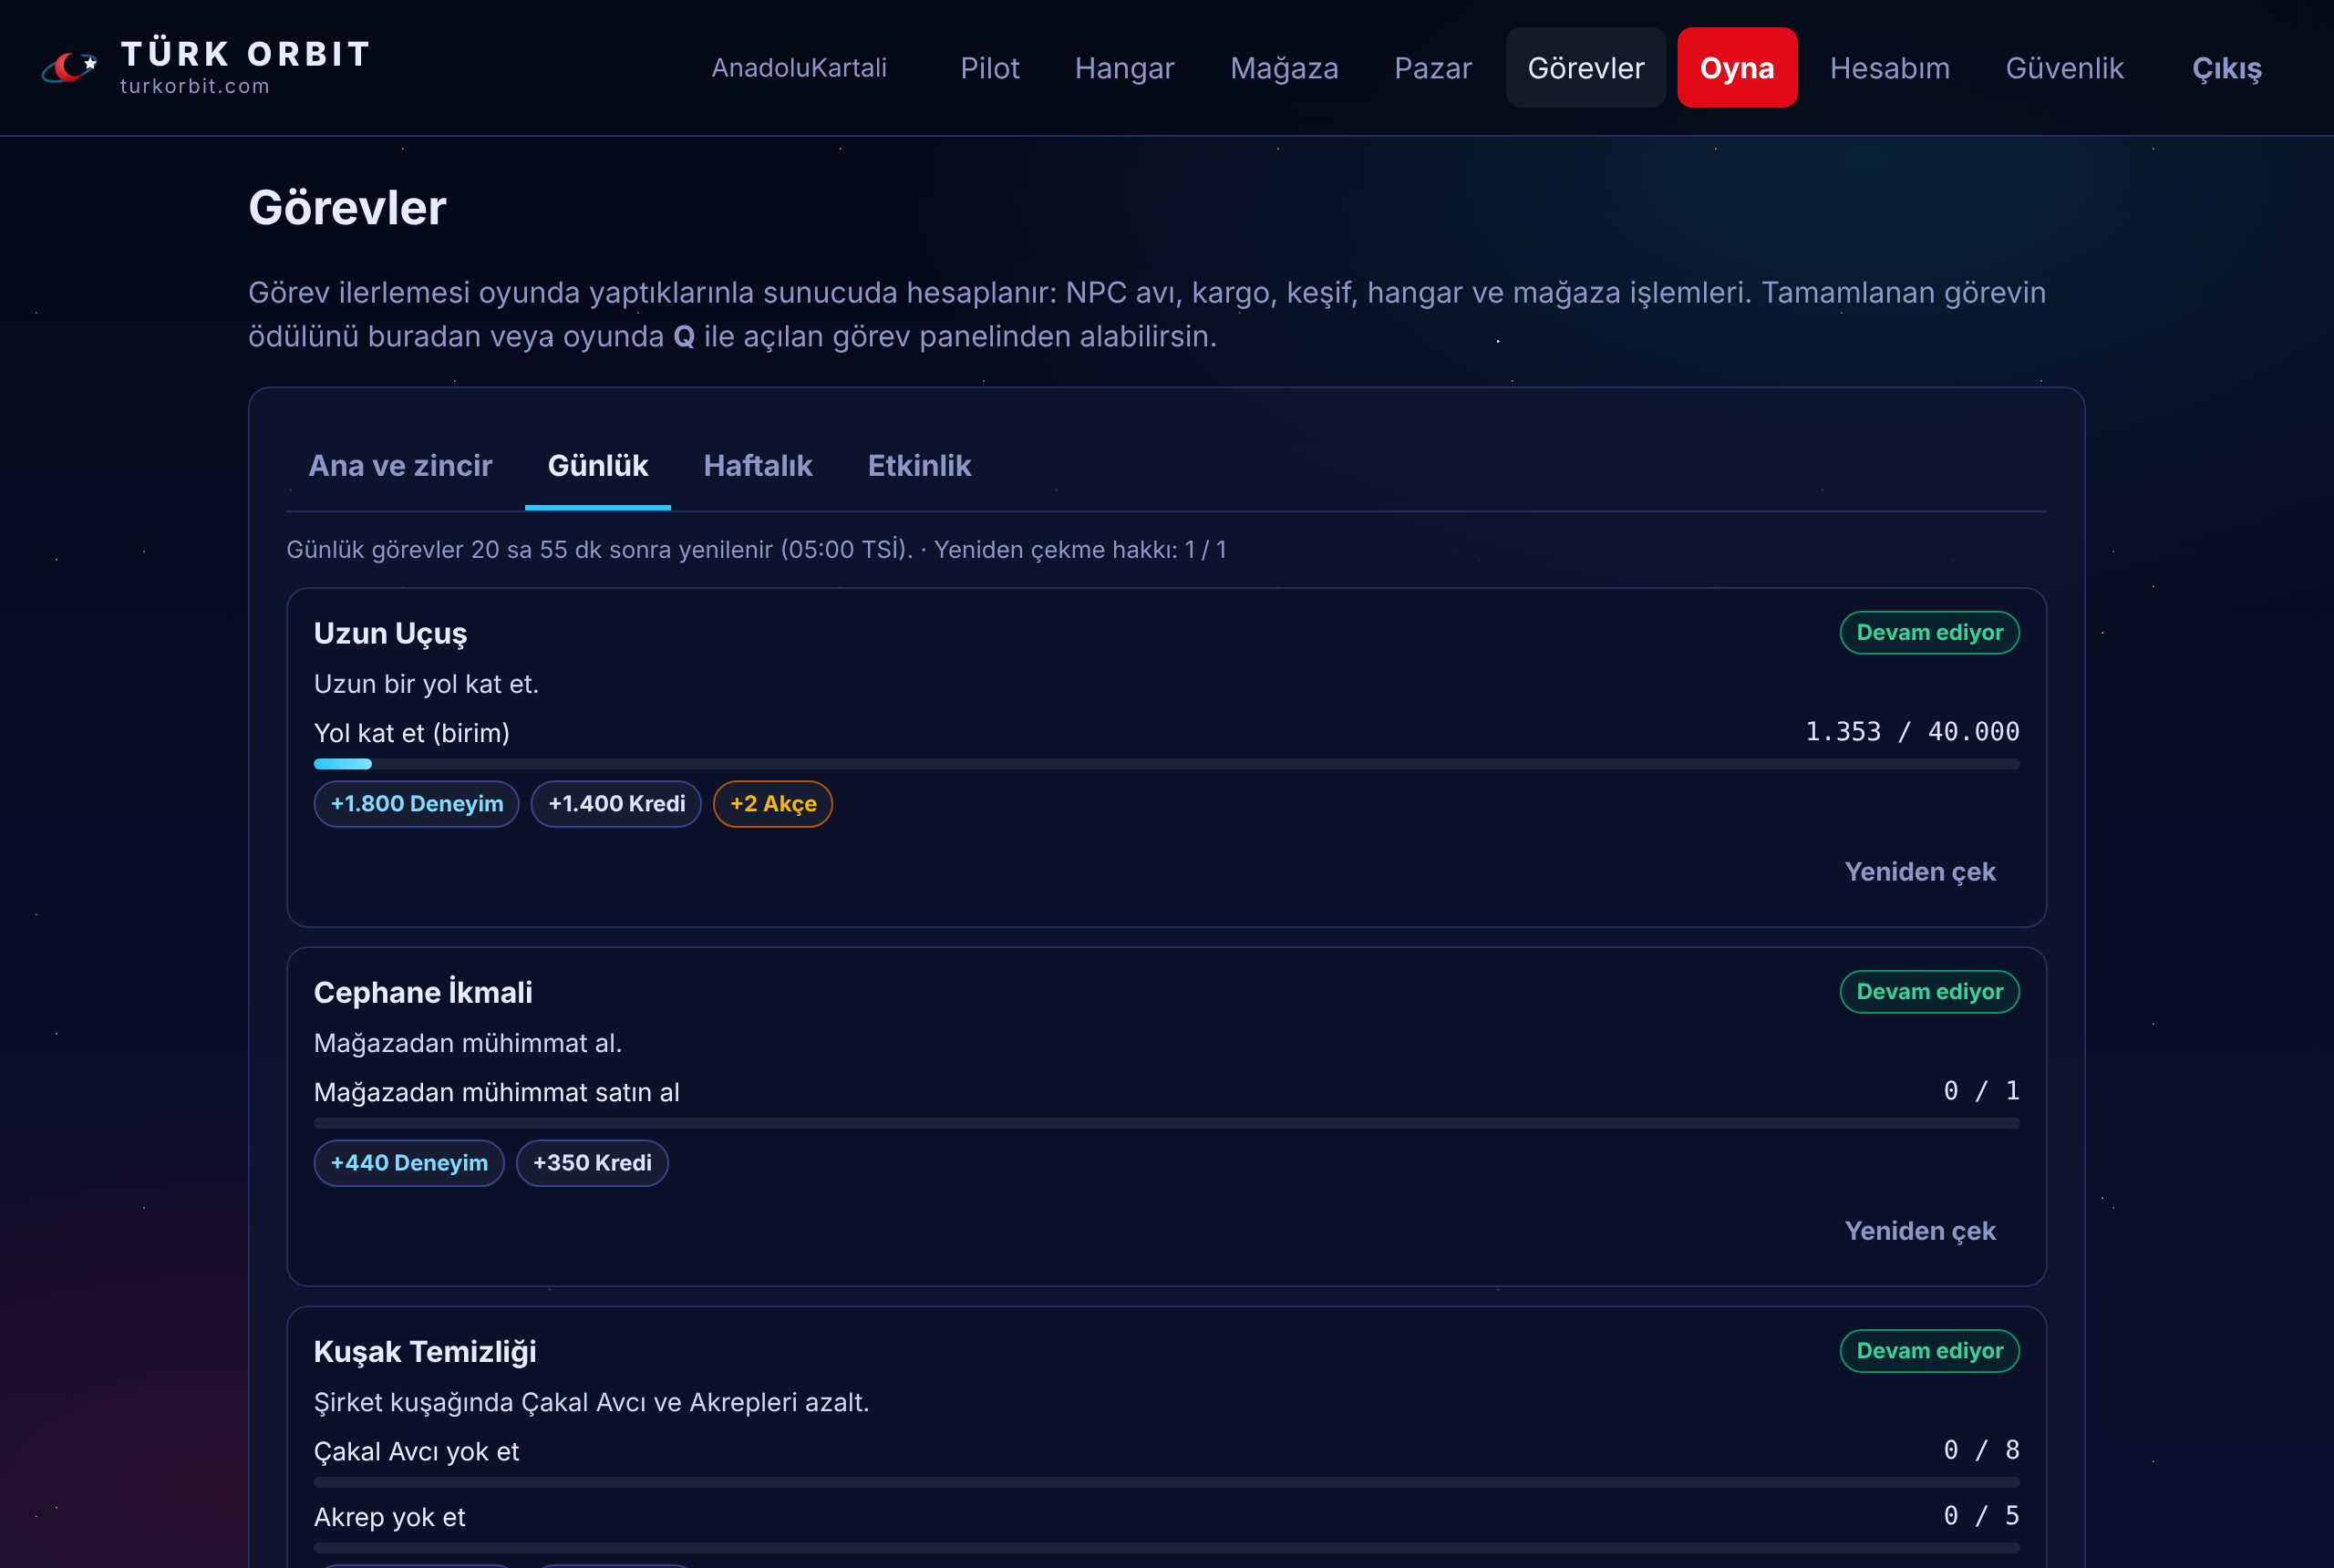 TÜRK ORBIT
turkorbit.com
AnadoluKartali
Pilot
Hangar
Mağaza
Pazar
Görevler
Oyna
Hesabım
Güvenlik
Çıkış
Görevler
Görev ilerlemesi oyunda yaptıklarınla sunucuda hesaplanır: NPC avı, kargo, keşif, hangar ve mağaza işlemleri. Tamamlanan görevin
ödülünü buradan veya oyunda Q ile açılan görev panelinden alabilirsin.
Ana ve zincir
Günlük
Haftalık
Etkinlik
Günlük görevler 20 sa 55 dk sonra yenilenir (05:00 TSİ). · Yeniden çekme hakkı: 1 / 1
Uzun Uçuş
Devam ediyor
Uzun bir yol kat et.
Yol kat et (birim)
1.353 / 40.000
+1.800 Deneyim
+1.400 Kredi
+2 Akçe
Yeniden çek
Cephane İkmali
Devam ediyor
Mağazadan mühimmat al.
Mağazadan mühimmat satın al
0 / 1
+440 Deneyim
+350 Kredi
Yeniden çek
Kuşak Temizliği
Devam ediyor
Şirket kuşağında Çakal Avcı ve Akrepleri azalt.
Çakal Avcı yok et
0 / 8
Akrep yok et
0 / 5